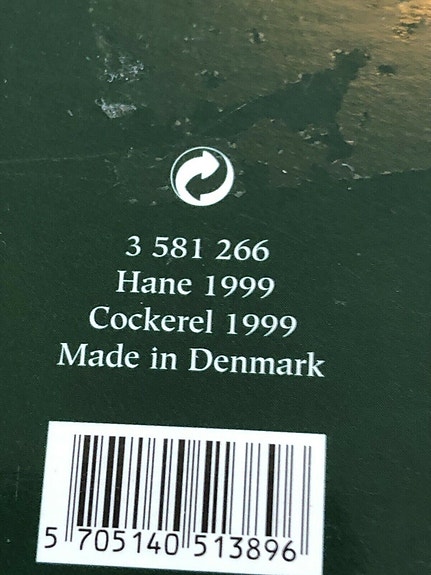 3 581 266
Hane 1999
Cockerel 1999
Made in Denmark
5 705140 513896